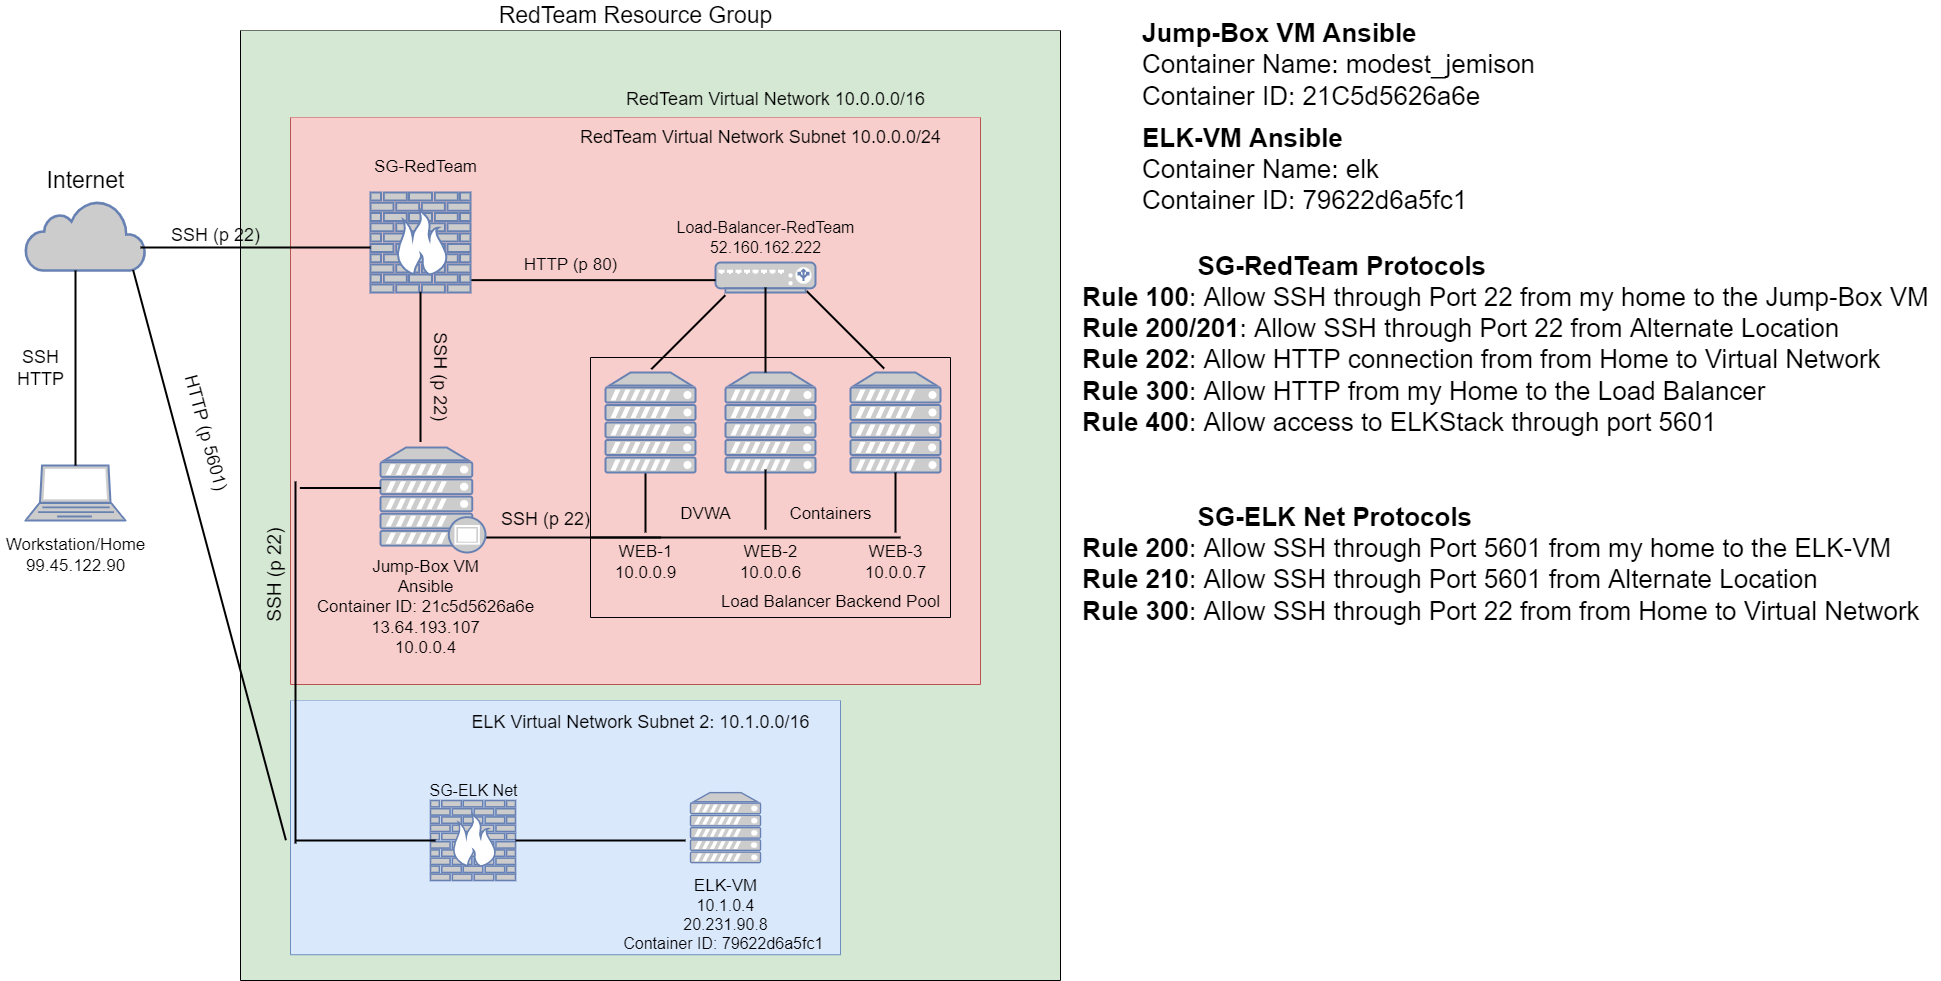 RedTeam Resource Group
RedTeam Virtual Network 10.0.0.0/16
RedTeam Virtual Network Subnet 10.0.0.0/24
SG-RedTeam
Internet
SSH (p 22)
Load-Balancer-RedTeam
52.160.162.222
HTTP (p 80)
SSH
HTTP
HTTP (p 5601)
SSH (p 22)
Workstation/Home
99.45.122.90
SSH (p 22)
DVWA
Containers
WEB-1
10.0.0.9
WEB-2
10.0.0.6
WEB-3
10.0.0.7
Load Balancer Backend Pool
Jump-Box VM
Ansible
Container ID: 21c5d5626a6e
13.64.193.107
10.0.0.4
SSH (p 22)
ELK Virtual Network Subnet 2: 10.1.0.0/16
SG-ELK Net
ELK-VM
10.1.0.4
20.231.90.8
Container ID: 79622d6a5fc1
Jump-Box VM Ansible
Container Name: modest_jemison
Container ID: 21C5d5626a6e
ELK-VM Ansible
Container Name: elk
Container ID: 79622d6a5fc1
SG-RedTeam Protocols
Rule 100: Allow SSH through Port 22 from my home to the Jump-Box VM
Rule 200/201: Allow SSH through Port 22 from Alternate Location
Rule 202: Allow HTTP connection from from Home to Virtual Network
Rule 300: Allow HTTP from my Home to the Load Balancer
Rule 400: Allow access to ELKStack through port 5601
SG-ELK Net Protocols
Rule 200: Allow SSH through Port 5601 from my home to the ELK-VM
Rule 210: Allow SSH through Port 5601 from Alternate Location
Rule 300: Allow SSH through Port 22 from from Home to Virtual Network